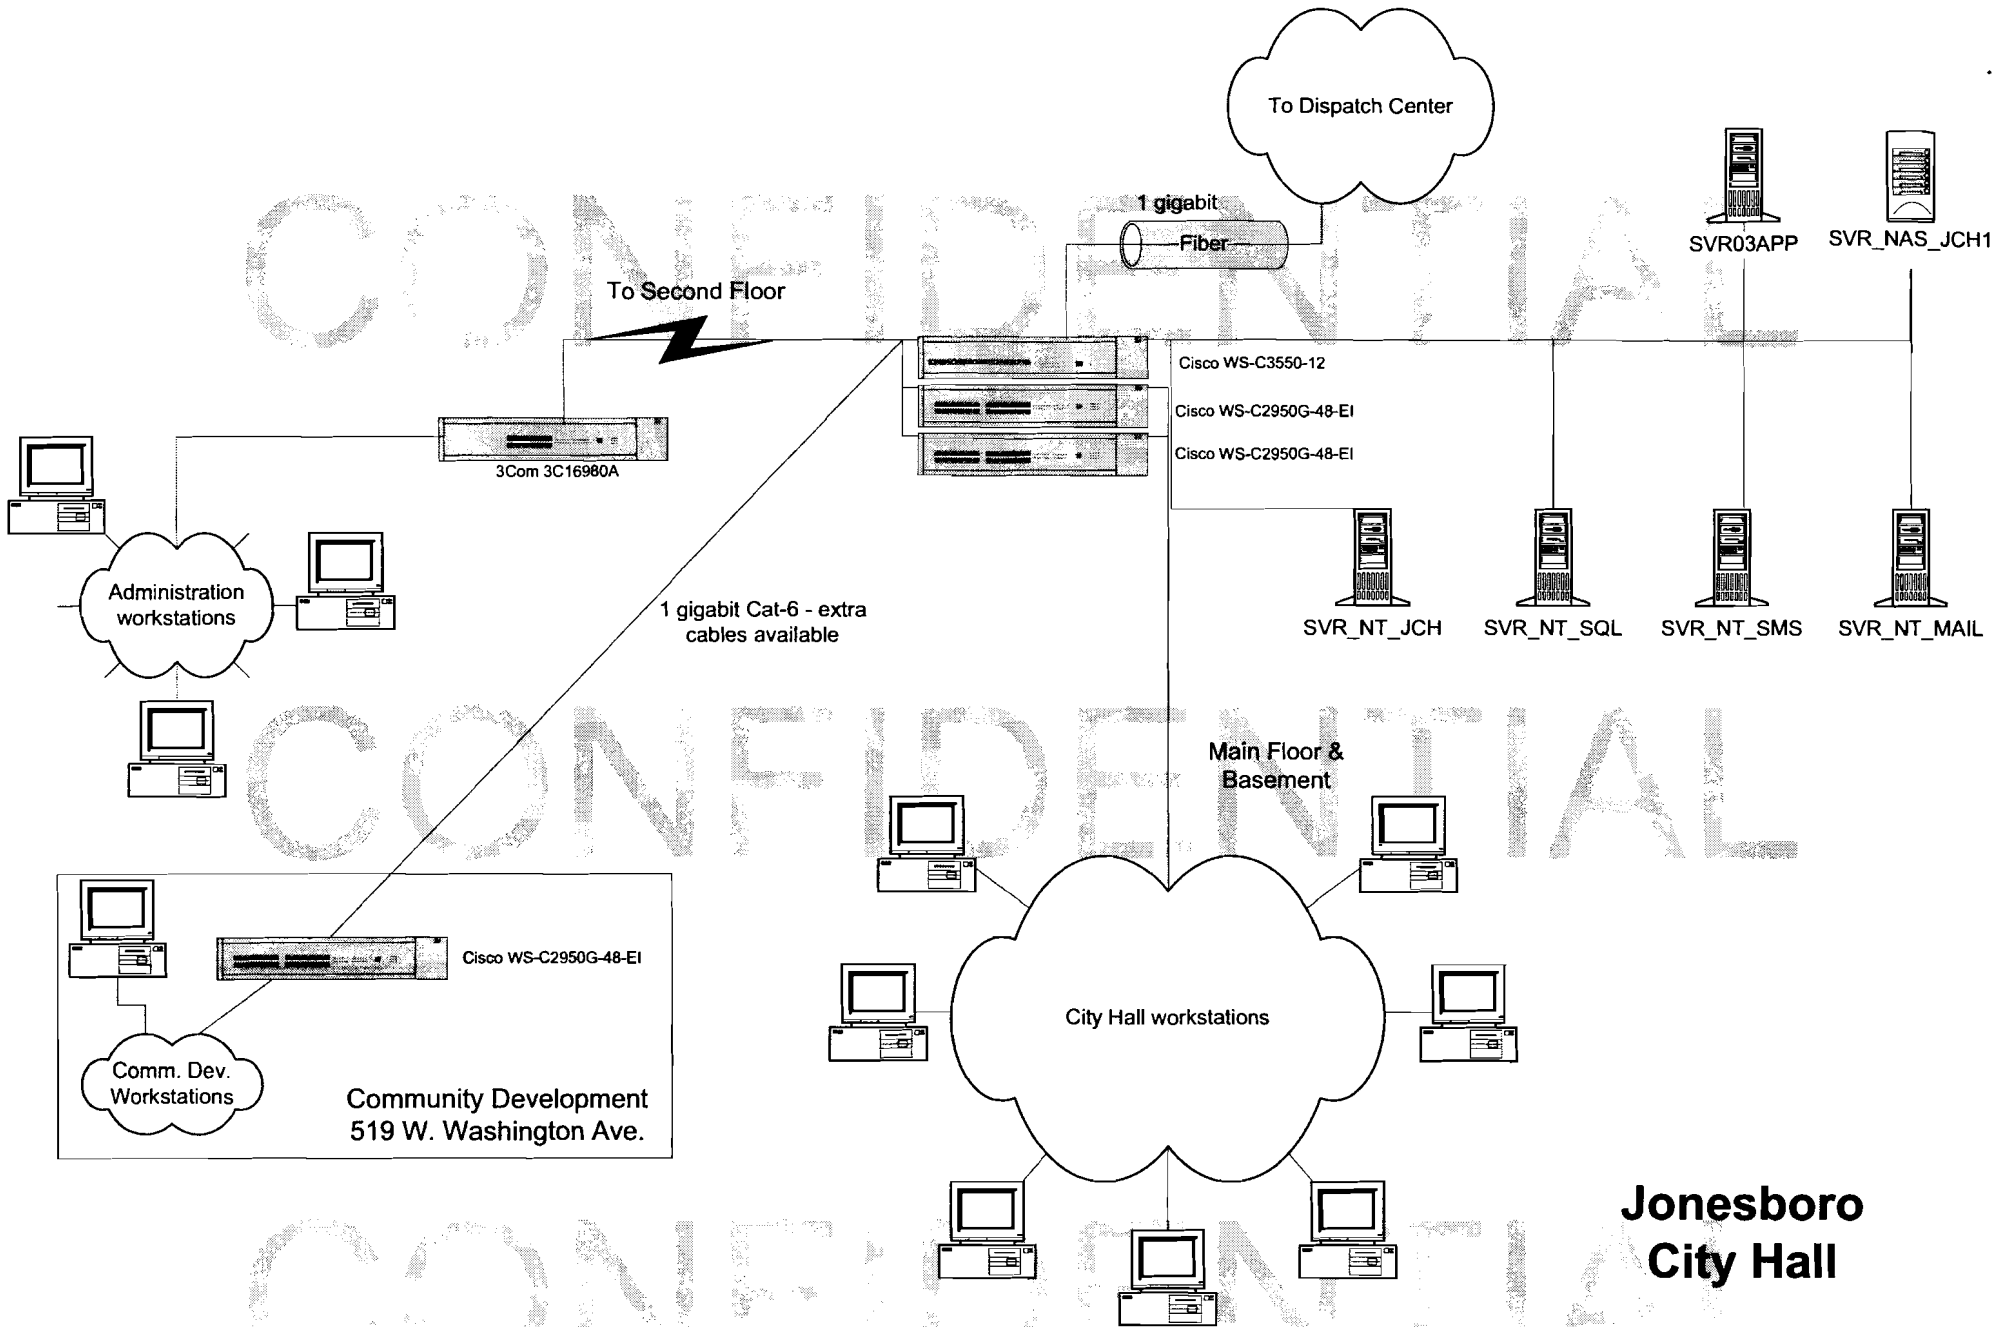 To Dispatch Center
1 gigabit
Fiber
SVR03APP
SVR_NAS_JCH1
CONFIDENTIAL
To Second Floor
Cisco WS-C3550-12
Cisco WS-C2950G-48-EI
Cisco WS-C2950G-48-EI
3Com 3C16980A
Administration
workstations
1 gigabit Cat-6 - extra
cables available
SVR_NT_JCH
SVR_NT_SQL
SVR_NT_SMS
SVR_NT_MAIL
CONFIDENTIAL
Main Floor &
Basement
Cisco WS-C2950G-48-EI
City Hall workstations
Comm. Dev.
Workstations
Community Development
519 W. Washington Ave.
Jonesboro
City Hall
CONFIDENTIAL